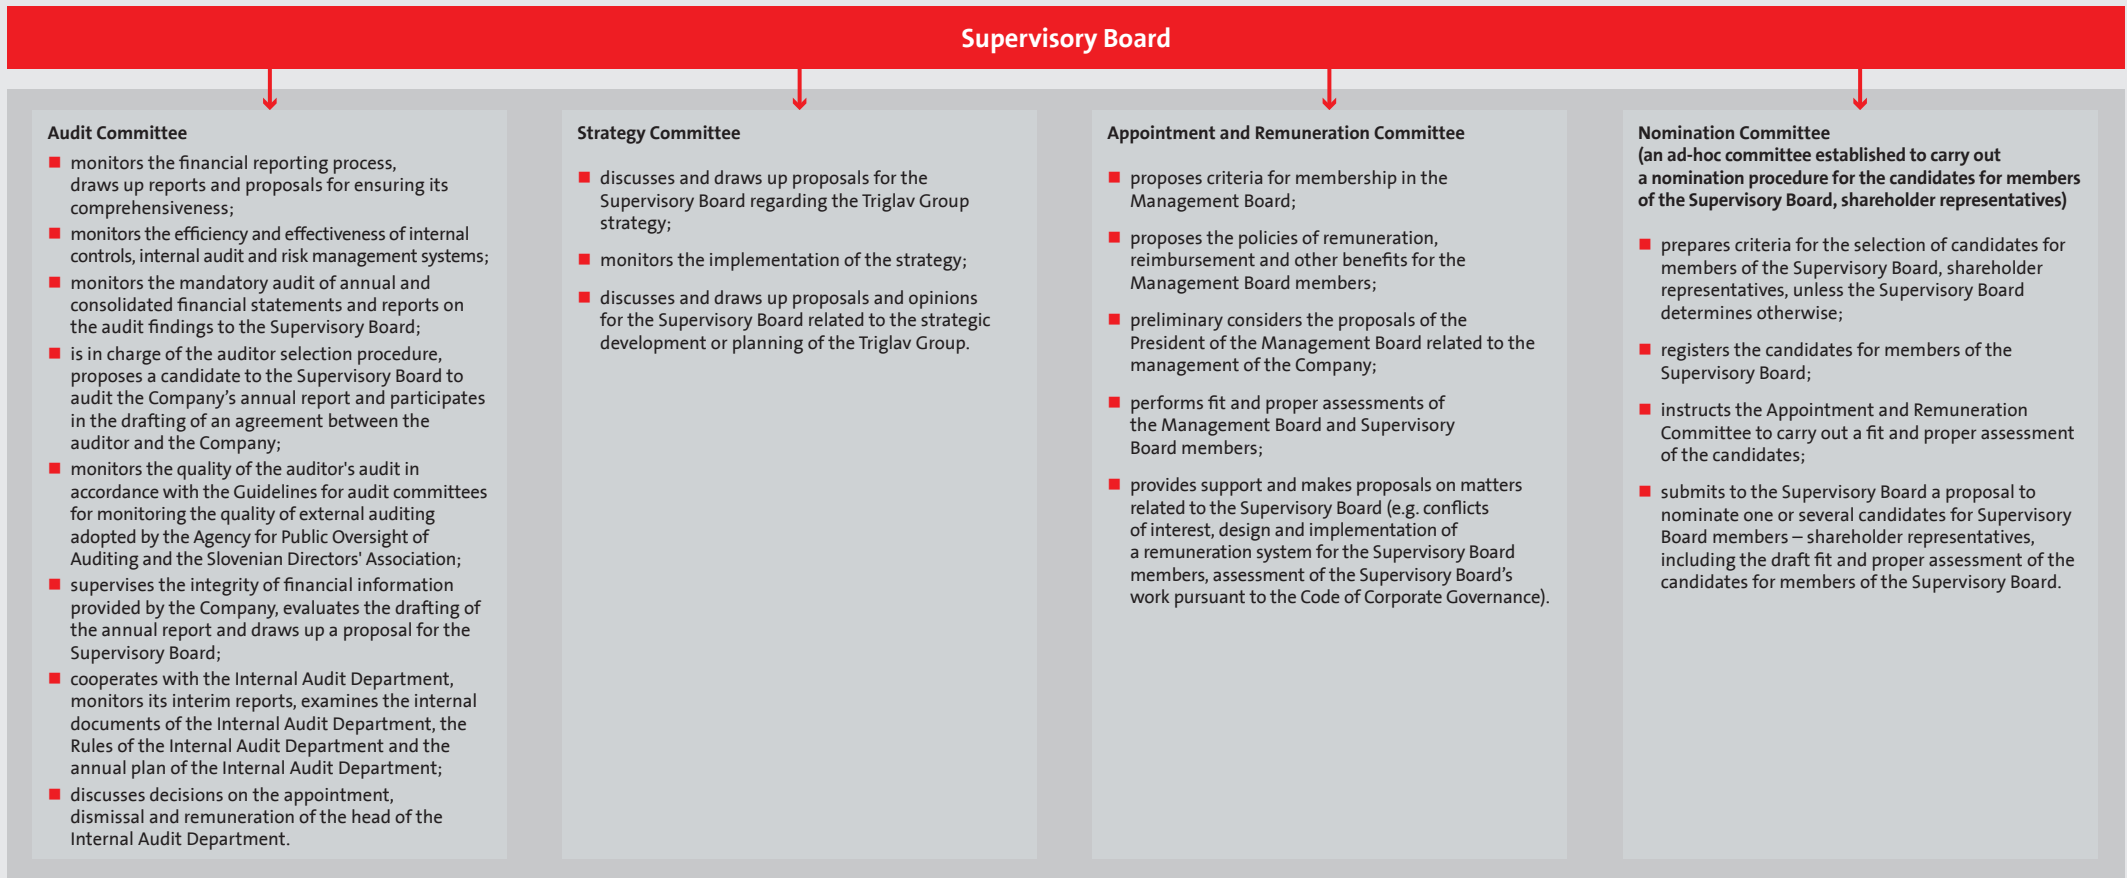 Supervisory Board
Audit Committee
■ monitors the financial reporting process,
draws up reports and proposals for ensuring its
comprehensiveness;
■ monitors the efficiency and effectiveness of internal
controls, internal audit and risk management systems;
■ monitors the mandatory audit of annual and
consolidated financial statements and reports on
the audit findings to the Supervisory Board;
■ is in charge of the auditor selection procedure,
proposes a candidate to the Supervisory Board to
audit the Company’s annual report and participates
in the drafting of an agreement between the
auditor and the Company;
■ monitors the quality of the auditor's audit in
accordance with the Guidelines for audit committees
for monitoring the quality of external auditing
adopted by the Agency for Public Oversight of
Auditing and the Slovenian Directors' Association;
■ supervises the integrity of financial information
provided by the Company, evaluates the drafting of
the annual report and draws up a proposal for the
Supervisory Board;
■ cooperates with the Internal Audit Department,
monitors its interim reports, examines the internal
documents of the Internal Audit Department, the
Rules of the Internal Audit Department and the
annual plan of the Internal Audit Department;
■ discusses decisions on the appointment,
dismissal and remuneration of the head of the
Internal Audit Department.
Strategy Committee
■ discusses and draws up proposals for the
Supervisory Board regarding the Triglav Group
strategy;
■ monitors the implementation of the strategy;
■ discusses and draws up proposals and opinions
for the Supervisory Board related to the strategic
development or planning of the Triglav Group.
Appointment and Remuneration Committee
■ proposes criteria for membership in the
Management Board;
■ proposes the policies of remuneration,
reimbursement and other benefits for the
Management Board members;
■ preliminary considers the proposals of the
President of the Management Board related to the
management of the Company;
■ performs fit and proper assessments of
the Management Board and Supervisory
Board members;
■ provides support and makes proposals on matters
related to the Supervisory Board (e.g. conflicts
of interest, design and implementation of
a remuneration system for the Supervisory Board
members, assessment of the Supervisory Board’s
work pursuant to the Code of Corporate Governance).
Nomination Committee
(an ad-hoc committee established to carry out
a nomination procedure for the candidates for members
of the Supervisory Board, shareholder representatives)
■ prepares criteria for the selection of candidates for
members of the Supervisory Board, shareholder
representatives, unless the Supervisory Board
determines otherwise;
■ registers the candidates for members of the
Supervisory Board;
■ instructs the Appointment and Remuneration
Committee to carry out a fit and proper assessment
of the candidates;
■ submits to the Supervisory Board a proposal to
nominate one or several candidates for Supervisory
Board members – shareholder representatives,
including the draft fit and proper assessment of the
candidates for members of the Supervisory Board.